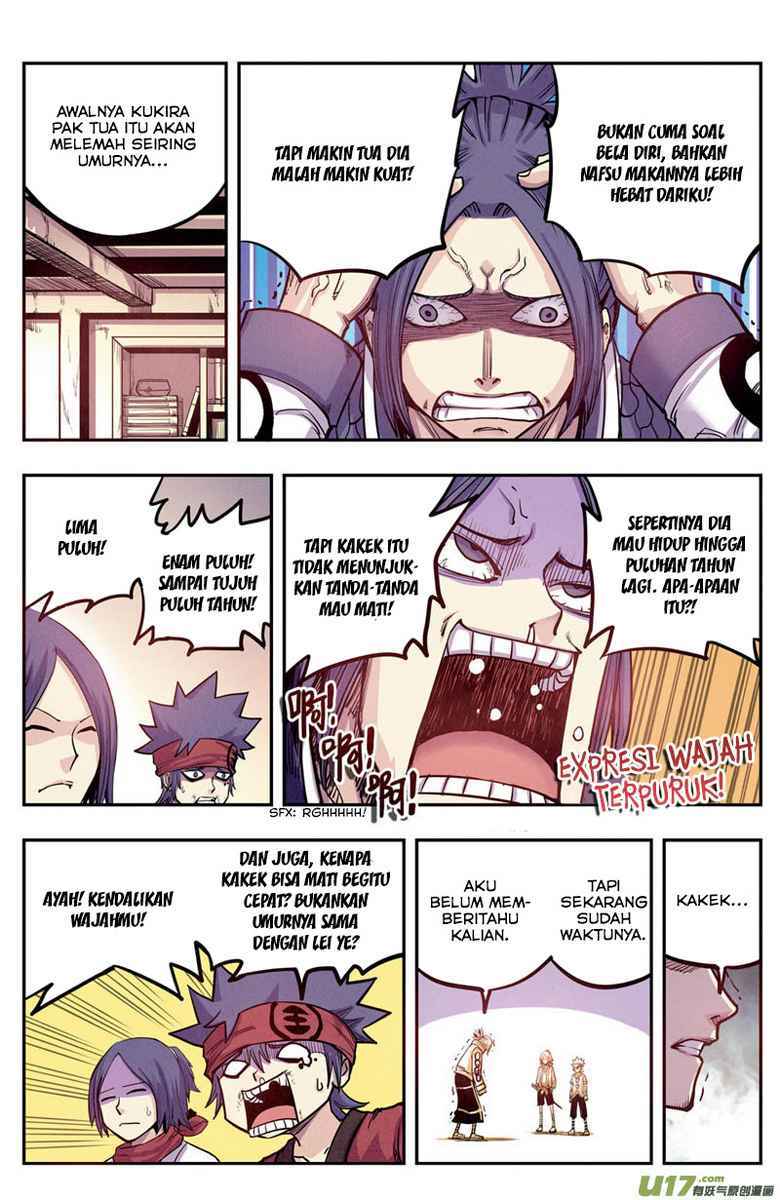 AWALNYA KUKIRA
PAK TUA ITU AKAN
MELEMAH SEIRING
UMURNYA...
TAPI MAKIN TUA DIA
MALAH MAKIN KUAT!
BUKAN CUMA SOAL
BELA DIRI, BAHKAN
NAFSU MAKANNYA LEBIH
HEBAT DARIKU!
LIMA
PULUH!
ENAM PULUH!
SAMPAI TUJUH
PULUH TAHUN!
TAPI KAKEK ITU
TIDAK MENUNJUK-
KAN TANDA-TANDA
MAU MATI!
SEPERTINYA DIA
MAU HIDUP HINGGA
PULUHAN TAHUN
LAGI. APA-APAAN
ITU?!
啊!
啊!
啊!
SFX: RGHHHHH!
EXPRESI WAJAH
TERPURUK!
AYAH! KENDALIKAN
WAJAHMU!
DAN JUGA, KENAPA
KAKEK BISA MATI BEGITU
CEPAT? BUKANKAN
UMURNYA SAMA
DENGAN LEI YE?
AKU
BELUM MEM-
BERITAHU
KALIAN.
TAPI
SEKARANG
SUDAH
WAKTUNYA.
KAKEK...
U17.com
有妖气原创漫画